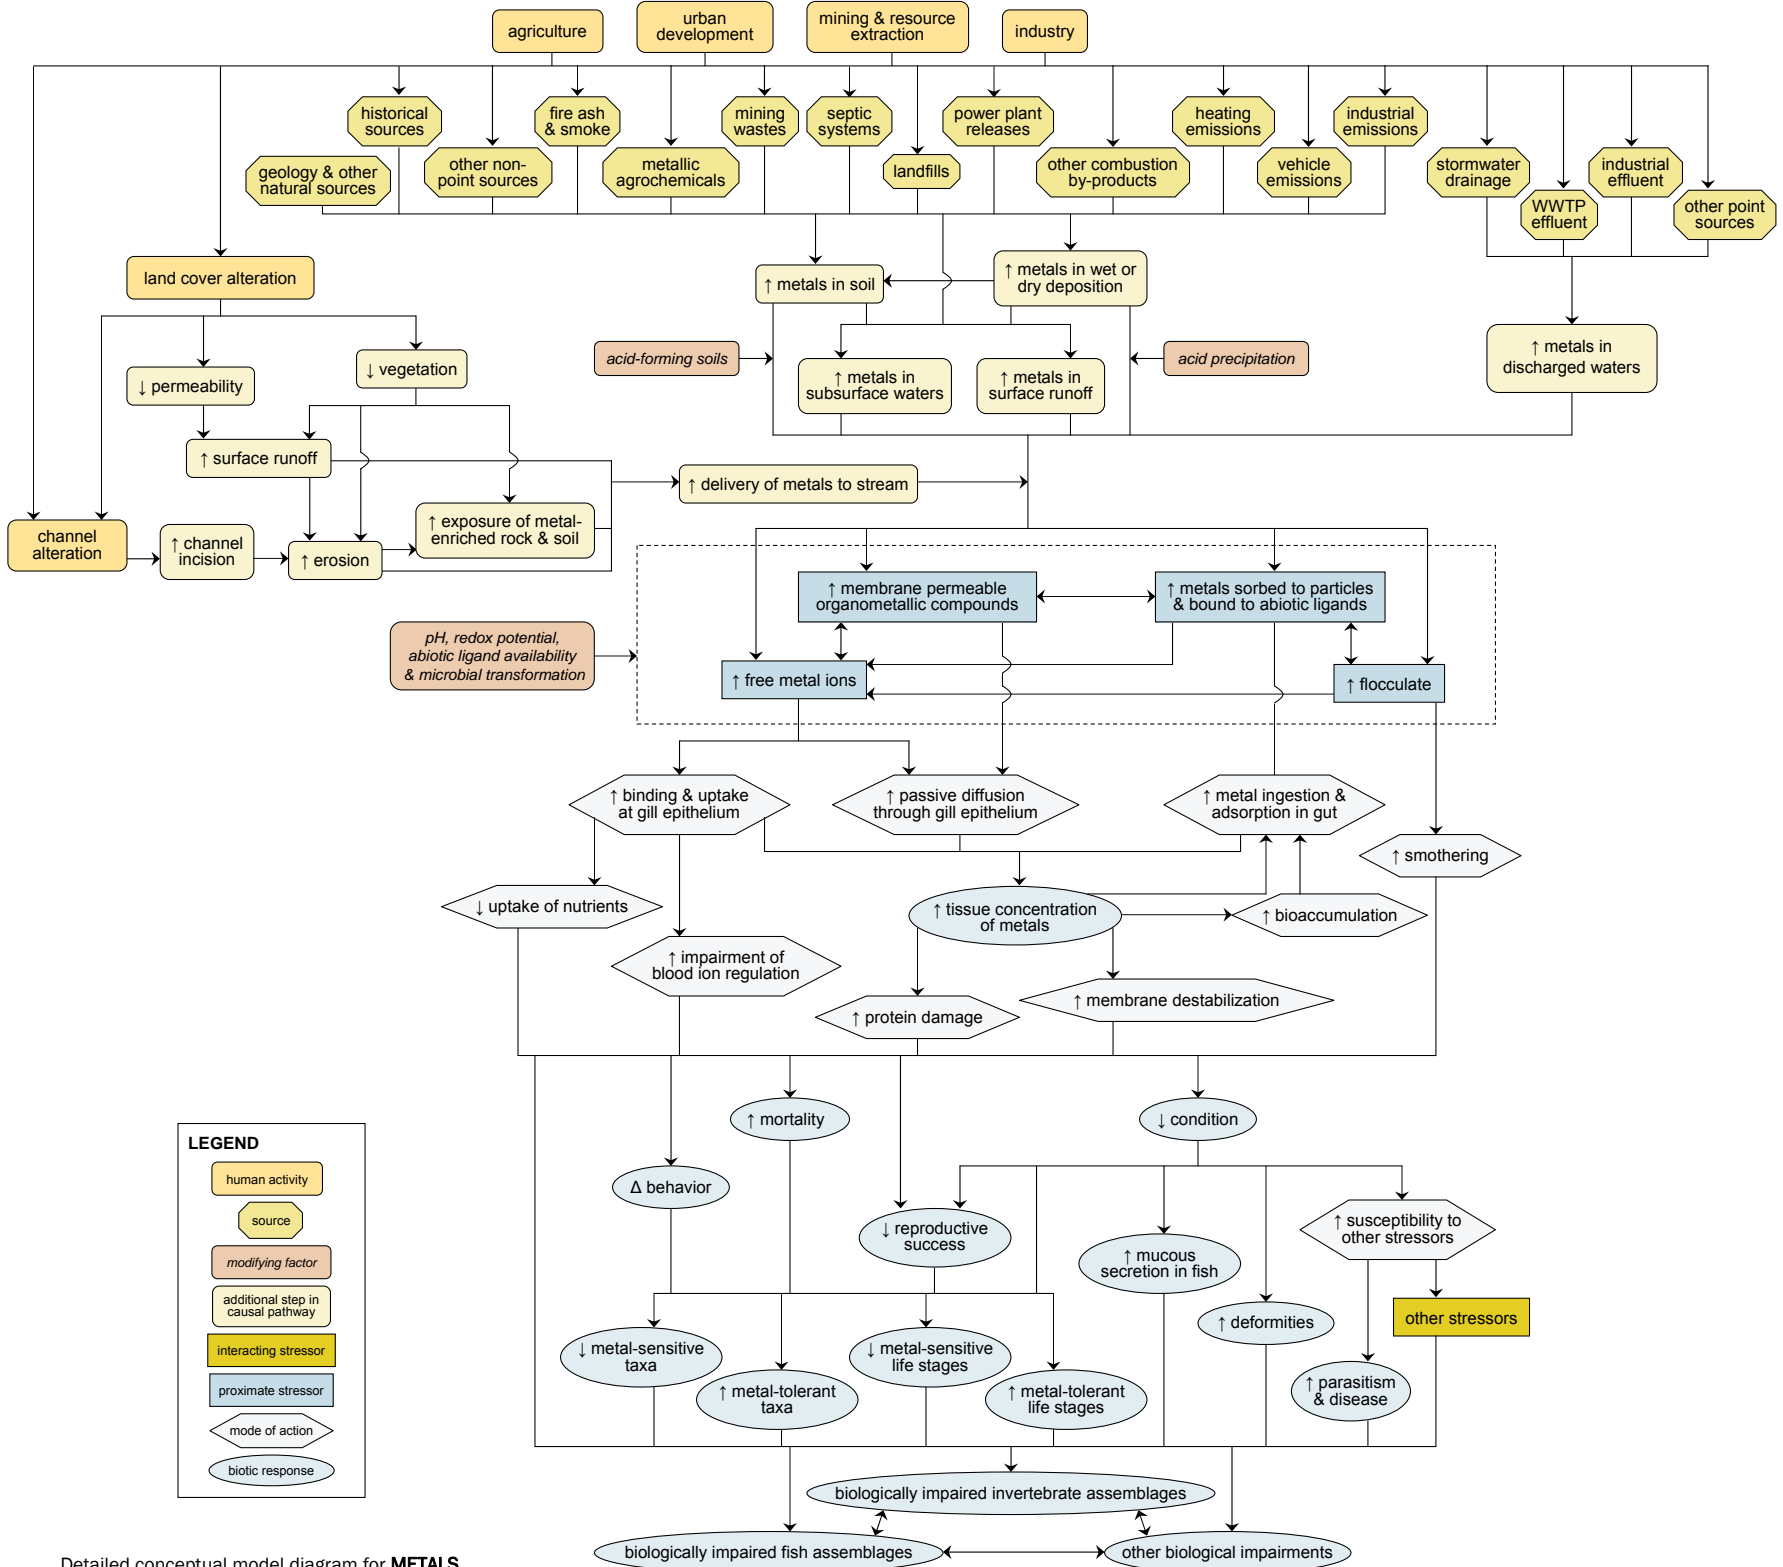 agriculture
urban
development
mining & resource
extraction
industry
historical
sources
fire ash
& smoke
mining
wastes
septic
systems
power plant
releases
heating
emissions
industrial
emissions
geology & other
natural sources
other non-
point sources
metallic
agrochemicals
landfills
other combustion
by-products
vehicle
emissions
stormwater
drainage
industrial
effluent
WWTP
effluent
other point
sources
land cover alteration
↑ metals in soil
↑ metals in wet or
dry deposition
↓ permeability
↓ vegetation
acid-forming soils
↑ metals in
subsurface waters
↑ metals in
surface runoff
acid precipitation
↑ metals in
discharged waters
↑ surface runoff
↑ delivery of metals to stream
channel
alteration
↑ channel
incision
↑ erosion
↑ exposure of metal-
enriched rock & soil
↑ membrane permeable
organometallic compounds
↑ metals sorbed to particles
& bound to abiotic ligands
pH, redox potential,
abiotic ligand availability
& microbial transformation
↑ free metal ions
↑ flocculate
↑ binding & uptake
at gill epithelium
↑ passive diffusion
through gill epithelium
↑ metal ingestion &
adsorption in gut
↑ smothering
↓ uptake of nutrients
↑ tissue concentration
of metals
↑ bioaccumulation
↑ impairment of
blood ion regulation
↑ protein damage
↑ membrane destabilization
↑ mortality
↓ condition
Δ behavior
↓ reproductive
success
↑ mucous
secretion in fish
↑ susceptibility to
other stressors
↑ deformities
other stressors
↓ metal-sensitive
taxa
↑ metal-tolerant
taxa
↓ metal-sensitive
life stages
↑ metal-tolerant
life stages
↑ parasitism
& disease
biologically impaired invertebrate assemblages
biologically impaired fish assemblages
other biological impairments
LEGEND
human activity
source
modifying factor
additional step in
causal pathway
interacting stressor
proximate stressor
mode of action
biotic response
Detailed conceptual model diagram for METALS